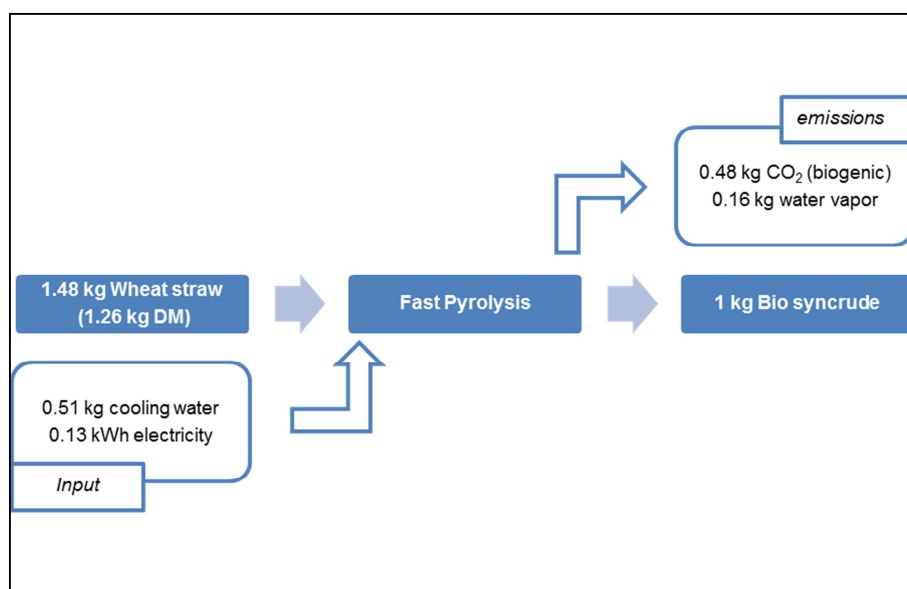 emissions
0.48 kg CO₂ (biogenic)
0.16 kg water vapor
1.48 kg Wheat straw
(1.26 kg DM)
Fast Pyrolysis
1 kg Bio syncrude
0.51 kg cooling water
0.13 kWh electricity
Input